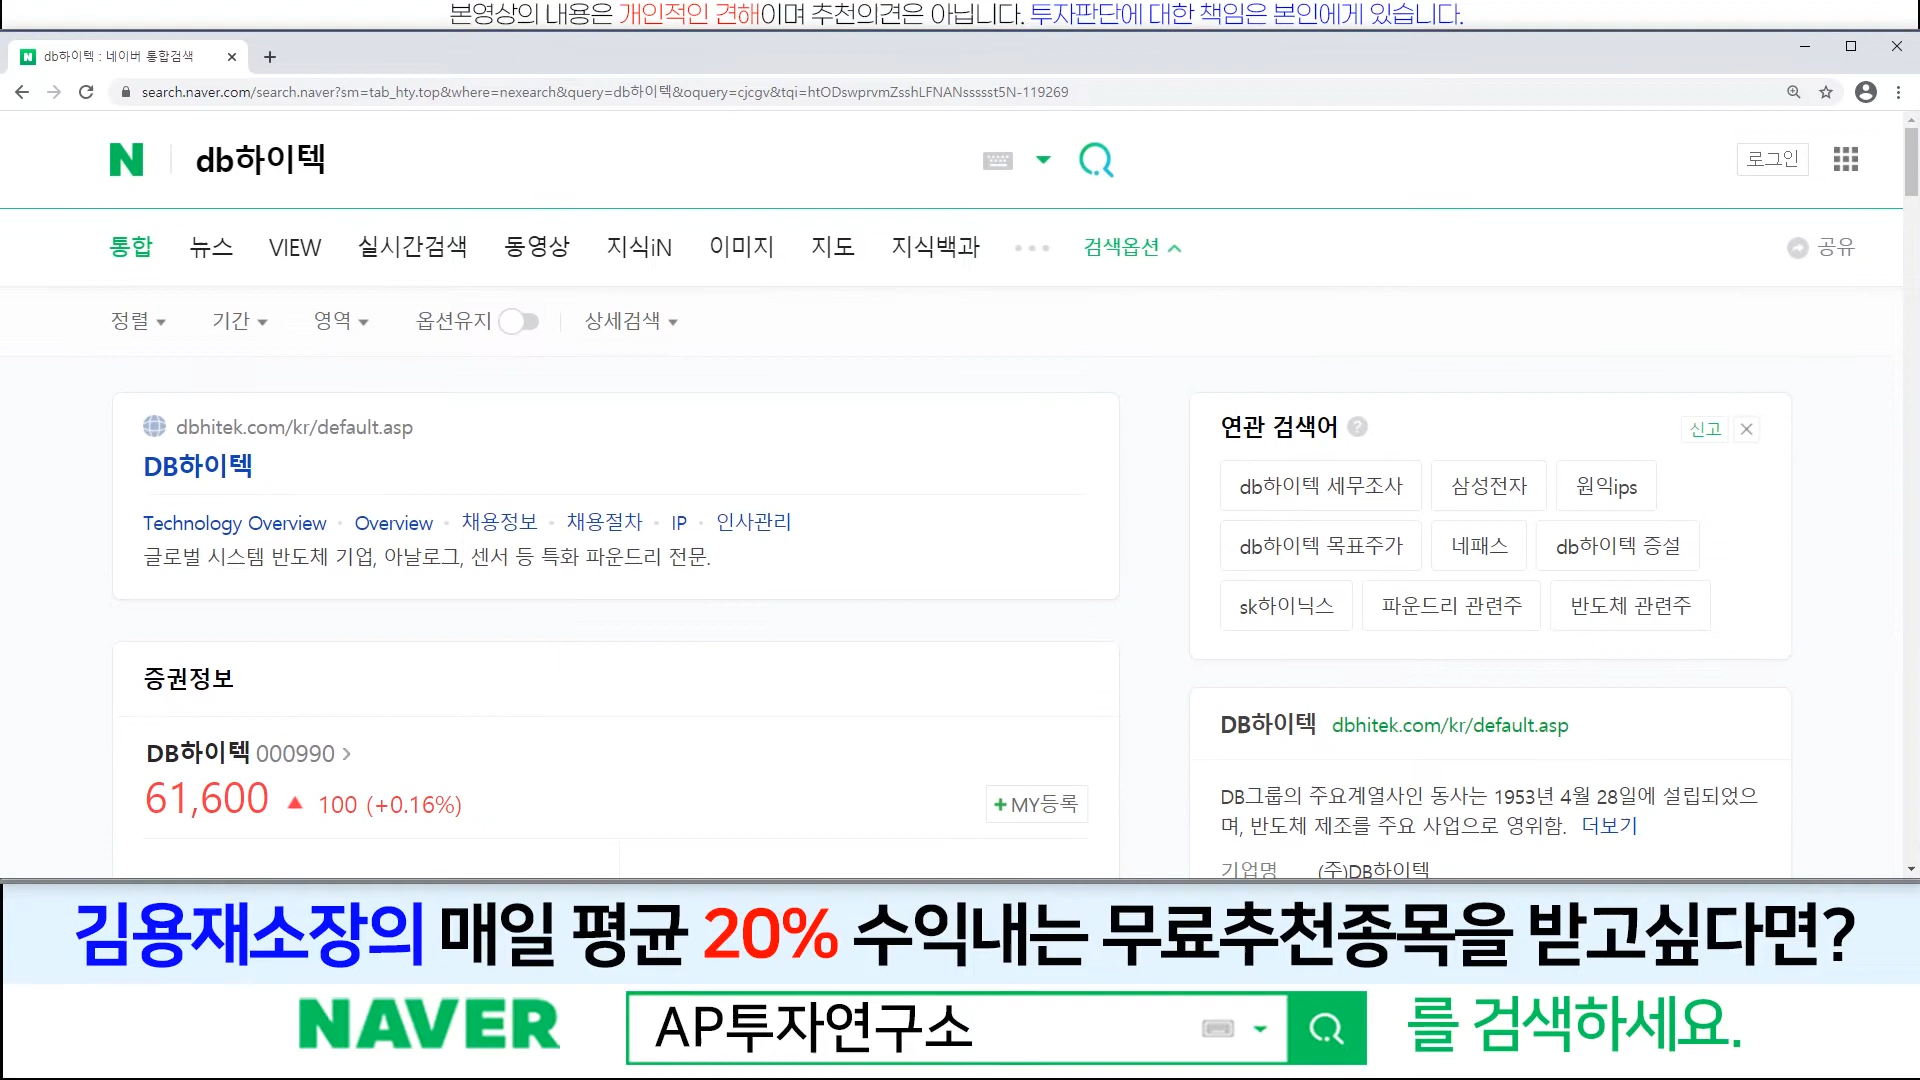 본영상의 내용은 개인적인 견해이며 추천의견은 아닙니다. 투자판단에 대한 책임은 본인에게 있습니다.
db하이텍 : 네이버 통합검색
search.naver.com/search.naver?sm=tab_hty.top&where=nexearch&query=db하이텍&oquery=cjcgv&tqi=htODswprvmZsshLFNANssssst5N-119269
N db하이텍
로그인
통합 뉴스 VIEW 실시간검색 동영상 지식iN 이미지 지도 지식백과 검색옵션
공유
정렬 기간 영역 옵션유지 상세검색
dbhitek.com/kr/default.asp
DB하이텍
Technology Overview · Overview · 채용정보 · 채용절차 · IP · 인사관리
글로벌 시스템 반도체 기업, 아날로그, 센서 등 특화 파운드리 전문.
증권정보
DB하이텍 000990
61,600 ▲ 100 (+0.16%)
+MY등록
연관 검색어 ?
신고
db하이텍 세무조사 삼성전자 원익ips
db하이텍 목표주가 네패스 db하이텍 증설
sk하이닉스 파운드리 관련주 반도체 관련주
DB하이텍 dbhitek.com/kr/default.asp
DB그룹의 주요계열사인 동사는 1953년 4월 28일에 설립되었으
며, 반도체 제조를 주요 사업으로 영위함. 더보기
기업명 (주)DB하이텍
김용재소장의 매일 평균 20% 수익내는 무료추천종목을 받고싶다면?
NAVER AP투자연구소 를 검색하세요.